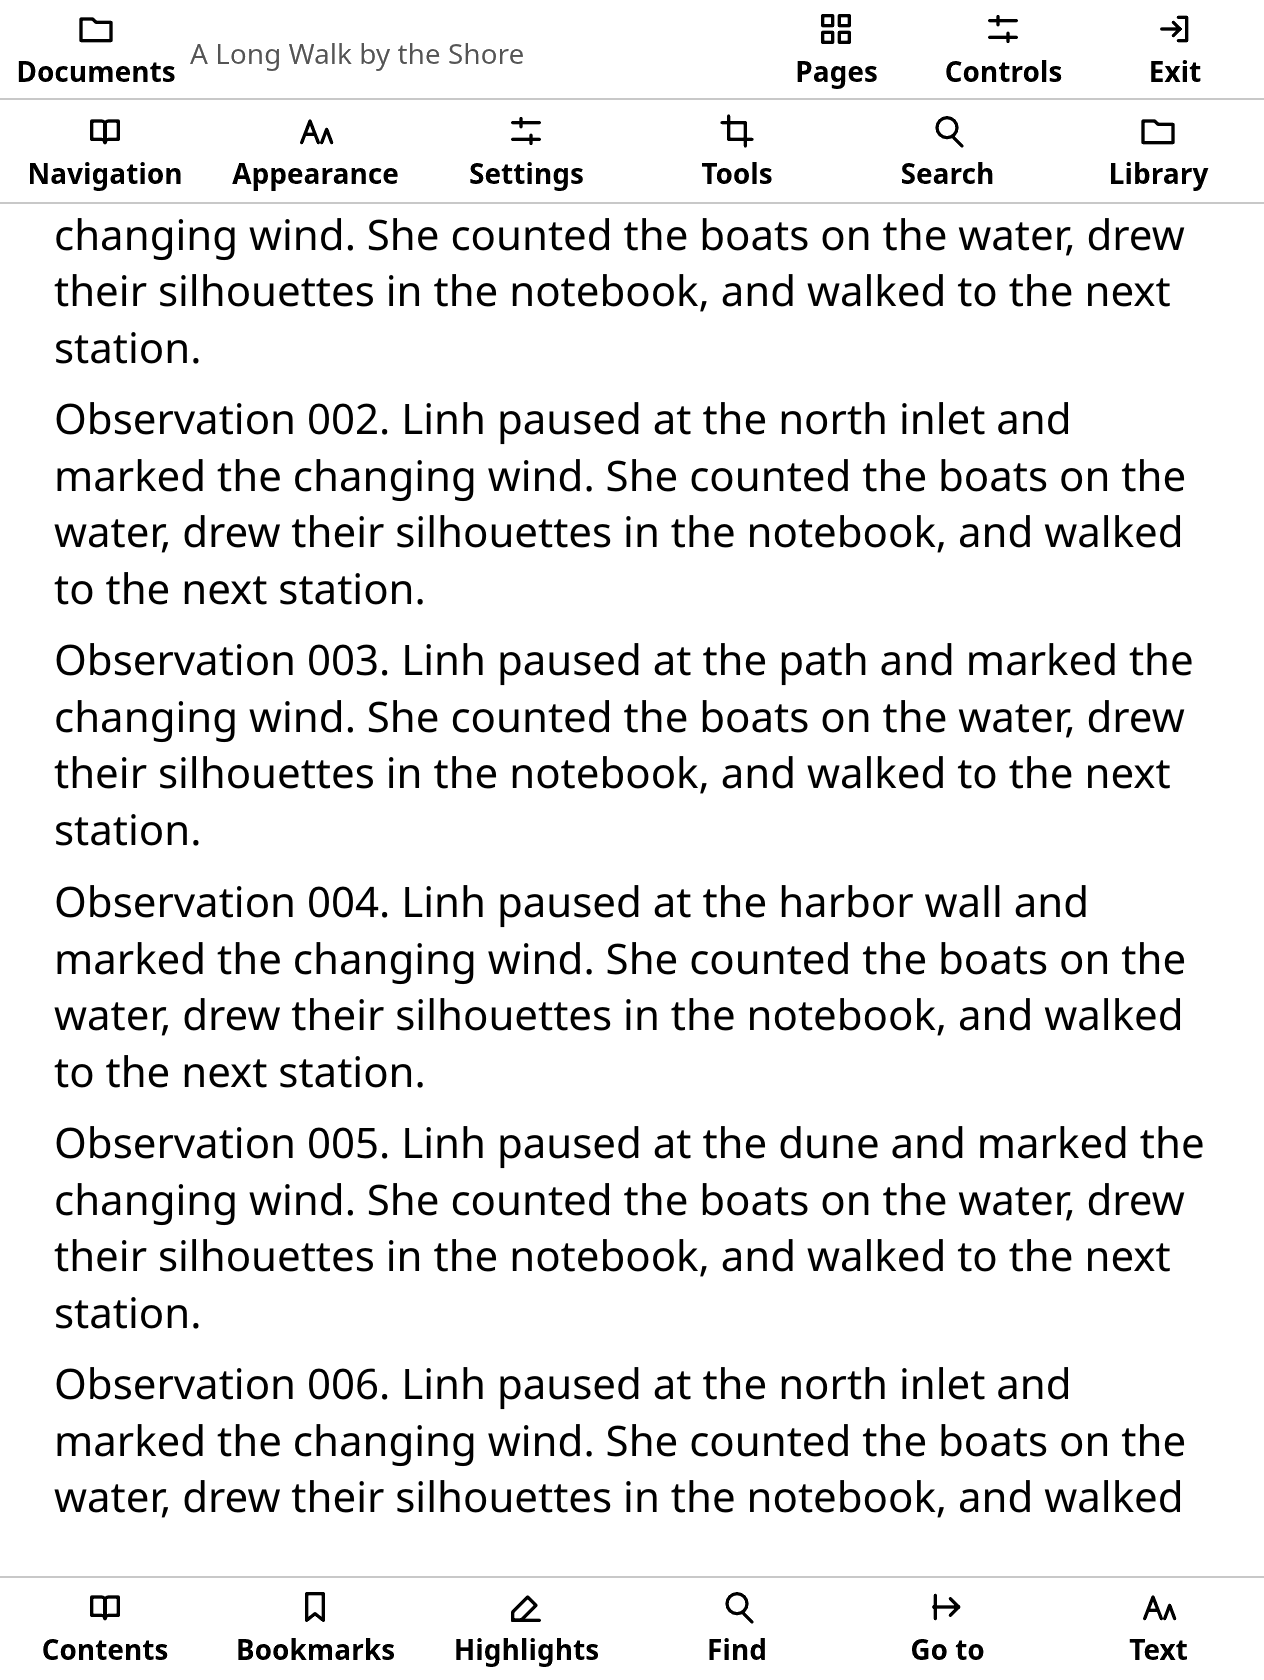 Documents
A Long Walk by the Shore
Pages
Controls
Exit
Navigation
Appearance
Settings
Tools
Search
Library
changing wind. She counted the boats on the water, drew
their silhouettes in the notebook, and walked to the next
station.
Observation 002. Linh paused at the north inlet and
marked the changing wind. She counted the boats on the
water, drew their silhouettes in the notebook, and walked
to the next station.
Observation 003. Linh paused at the path and marked the
changing wind. She counted the boats on the water, drew
their silhouettes in the notebook, and walked to the next
station.
Observation 004. Linh paused at the harbor wall and
marked the changing wind. She counted the boats on the
water, drew their silhouettes in the notebook, and walked
to the next station.
Observation 005. Linh paused at the dune and marked the
changing wind. She counted the boats on the water, drew
their silhouettes in the notebook, and walked to the next
station.
Observation 006. Linh paused at the north inlet and
marked the changing wind. She counted the boats on the
water, drew their silhouettes in the notebook, and walked
Contents
Bookmarks
Highlights
Find
Go to
Text